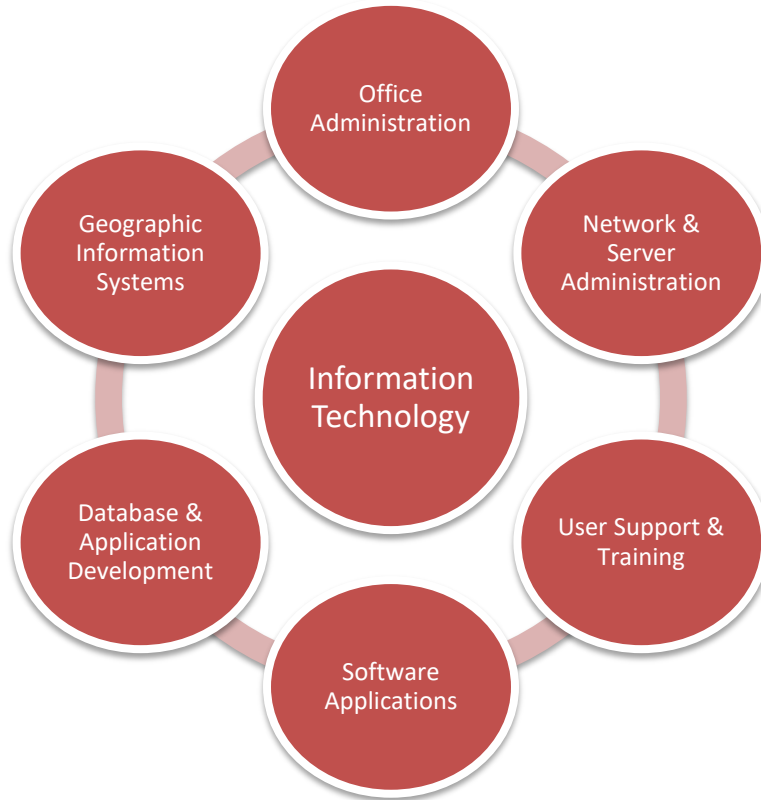 Office
Administration
Network &
Server
Administration
User Support &
Training
Software
Applications
Database &
Application
Development
Geographic
Information
Systems
Information
Technology